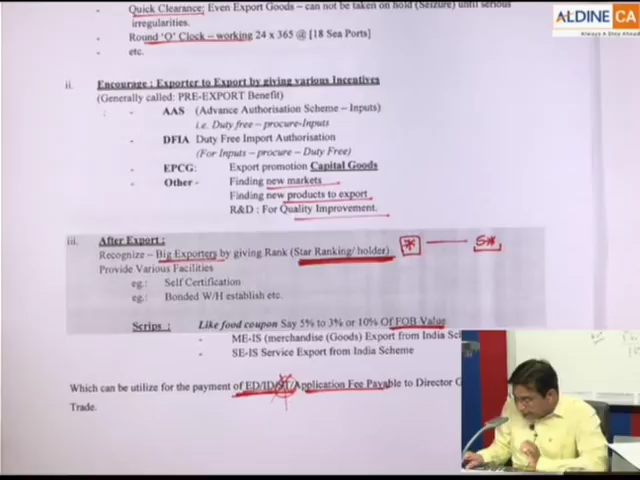 - Quick Clearance; Even Export Goods – can not be taken on hold (Seizure) until serious
irregularities.
- Round 'O' Clock – working 24 x 365 @ [18 Sea Ports]
- etc.
ALDINE CA
Always A Step Ahead
ii. Encourage : Exporter to Export by giving various Incentives
(Generally called: PRE-EXPORT Benefit)
- AAS (Advance Authorisation Scheme – Inputs)
i.e. Duty free – procure-Inputs
- DFIA Duty Free Import Authorisation
(For Inputs – procure – Duty Free)
- EPCG: Export promotion Capital Goods
- Other - Finding new markets
Finding new products to export
R&D : For Quality Improvement.
iii. After Export :
Recognize – Big Exporters by giving Rank (Star Ranking/ holder) * 5*
Provide Various Facilities
eg.: Self Certification
eg.: Bonded W/H establish etc.
Scrips : Like food coupon Say 5% to 3% or 10% Of FOB Value
- ME-IS (merchandise (Goods) Export from India Sc
- SE-IS Service Export from India Scheme
Which can be utilize for the payment of ED/ID/ST/Application Fee Payable to Director G
Trade.